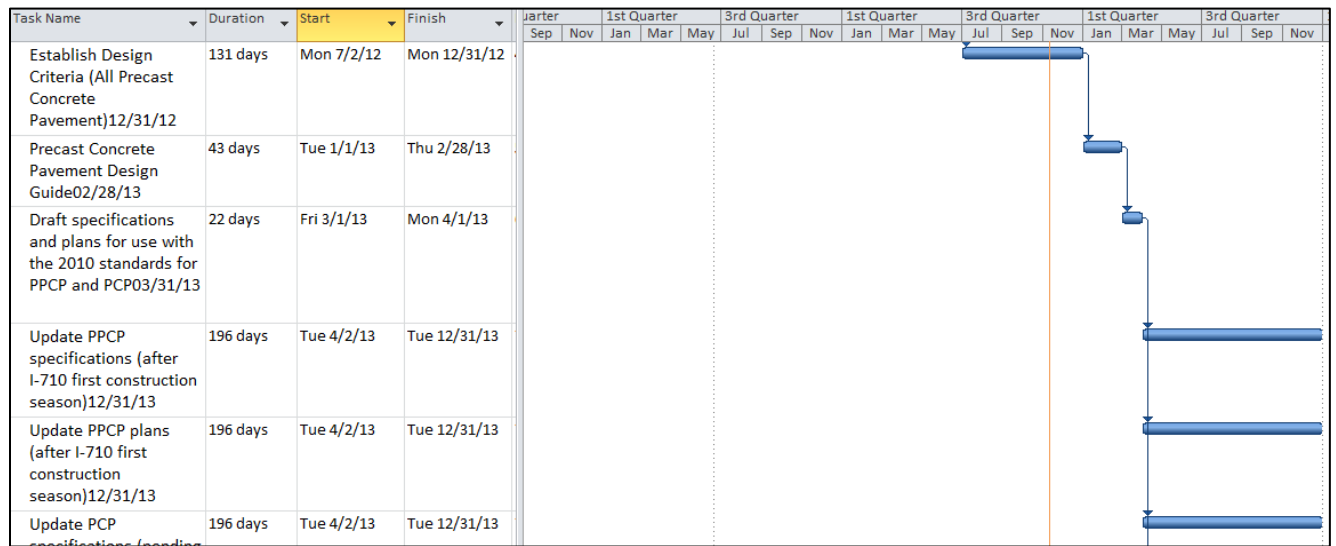 Task Name Duration Start Finish
1st Quarter 3rd Quarter 1st Quarter 3rd Quarter 1st Quarter 3rd Quarter
Sep Nov Jan Mar May Jul Sep Nov Jan Mar May Jul Sep Nov Jan Mar May Jul Sep Nov
Establish Design 131 days Mon 7/2/12 Mon 12/31/12
Criteria (All Precast
Concrete
Pavement)12/31/12
Precast Concrete 43 days Tue 1/1/13 Thu 2/28/13
Pavement Design
Guide02/28/13
Draft specifications 22 days Fri 3/1/13 Mon 4/1/13
and plans for use with
the 2010 standards for
PPCP and PCP03/31/13
Update PPCP 196 days Tue 4/2/13 Tue 12/31/13
specifications (after
I-710 first construction
season)12/31/13
Update PPCP plans 196 days Tue 4/2/13 Tue 12/31/13
(after I-710 first
construction
season)12/31/13
Update PCP 196 days Tue 4/2/13 Tue 12/31/13
specifications (pending